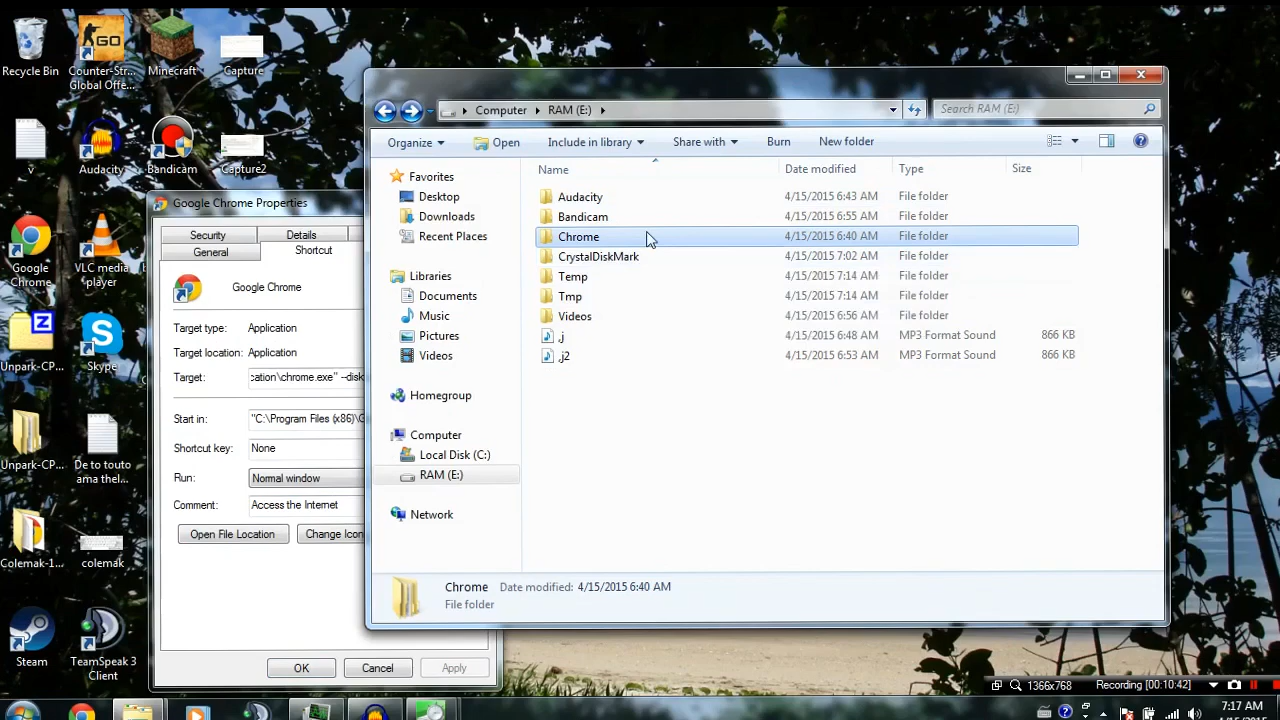 Recycle Bin
Counter-Str...
Global Offe...
Minecraft
Capture
v
Audacity
Bandicam
Capture2
Google
Chrome
VLC media
player
Unpark-CP...
Skype
Unpark-CP...
De to touto
ama thel...
Colemak-1...
colemak
Steam
TeamSpeak 3
Client
Google Chrome Properties
Security
Details
General
Shortcut
Google Chrome
Target type:
Application
Target location:
Application
Target:
cation\chrome.exe" --disk
Start in:
"C:\Program Files (x86)\G
Shortcut key:
None
Run:
Normal window
Comment:
Access the Internet
Open File Location
Change Icon
OK
Cancel
Apply
Computer
RAM (E:)
Search RAM (E:)
Organize
Open
Include in library
Share with
Burn
New folder
Favorites
Desktop
Downloads
Recent Places
Libraries
Documents
Music
Pictures
Videos
Homegroup
Computer
Local Disk (C:)
RAM (E:)
Network
Name Date modified Type Size
Audacity 4/15/2015 6:43 AM File folder
Bandicam 4/15/2015 6:55 AM File folder
Chrome 4/15/2015 6:40 AM File folder
CrystalDiskMark 4/15/2015 7:02 AM File folder
Temp 4/15/2015 7:14 AM File folder
Tmp 4/15/2015 7:14 AM File folder
Videos 4/15/2015 6:56 AM File folder
.j 4/15/2015 6:48 AM MP3 Format Sound 866 KB
.j2 4/15/2015 6:53 AM MP3 Format Sound 866 KB
Chrome Date modified: 4/15/2015 6:40 AM
File folder
1366x768
Recording [00:10:42]
7:17 AM